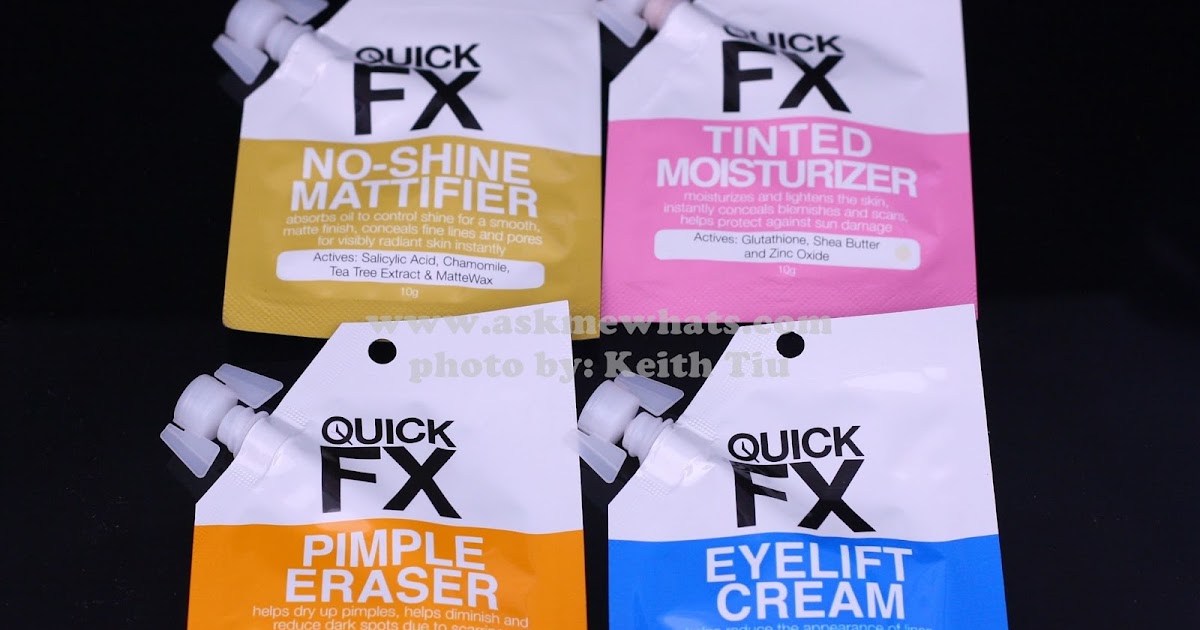 QUICK
FX
NO-SHINE
MATTIFIER
absorbs oil to control shine for a smooth,
matte finish, conceals fine lines and pores
for visibly radiant skin instantly
Actives: Salicylic Acid, Chamomile,
Tea Tree Extract & MatteWax
10g
QUICK
FX
TINTED
MOISTURIZER
moisturizes and lightens the skin,
instantly conceals blemishes and scars,
helps protect against sun damage
Actives: Glutathione, Shea Butter
and Zinc Oxide
10g
www.askmewhats.com
photo by: Keith Tiu
QUICK
FX
PIMPLE
ERASER
helps dry up pimples, helps diminish and
reduce dark spots due to
QUICK
FX
EYELIFT
CREAM
reduce the appearance of